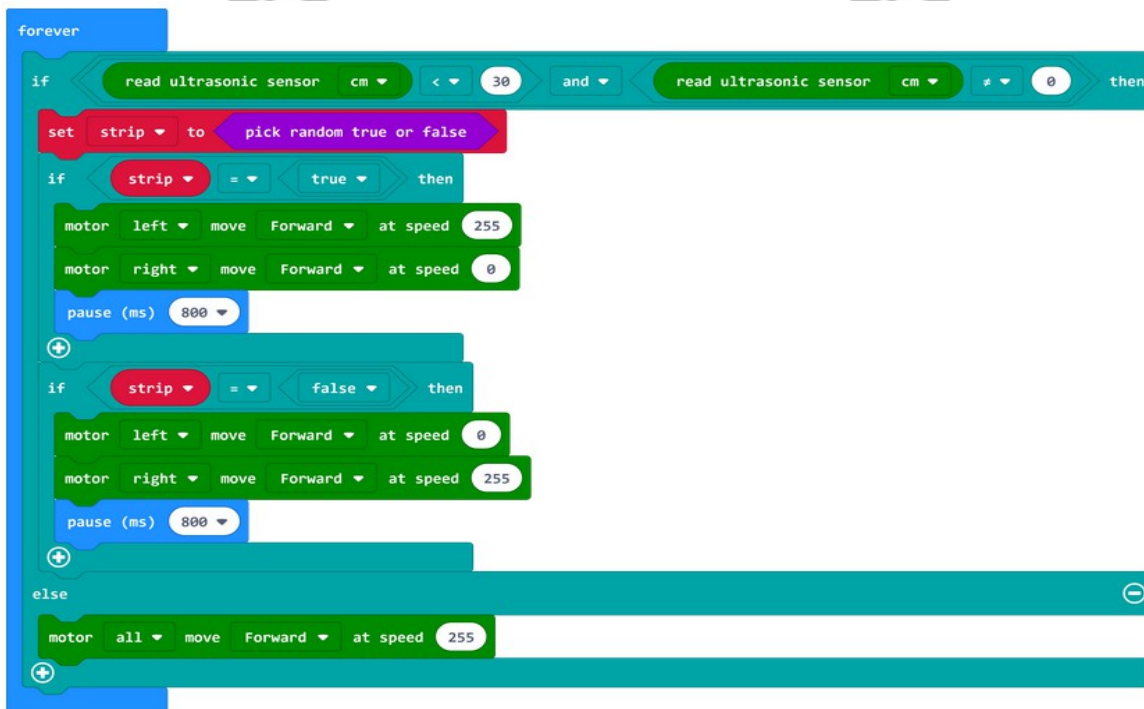 forever
if read ultrasonic sensor cm < 30 and read ultrasonic sensor cm ≠ 0 then
set strip to pick random true or false
if strip = true then
motor left move Forward at speed 255
motor right move Forward at speed 0
pause (ms) 800
if strip = false then
motor left move Forward at speed 0
motor right move Forward at speed 255
pause (ms) 800
else
motor all move Forward at speed 255